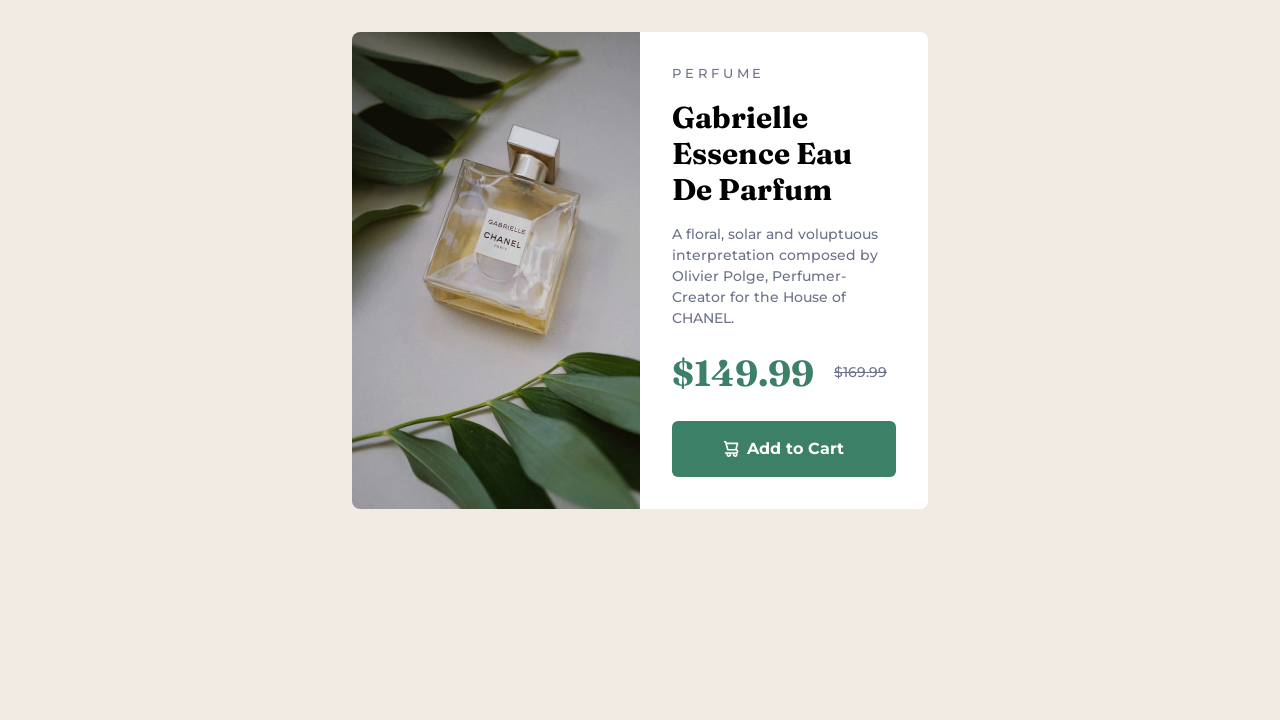 GABRIELLE
CHANEL
PARIS
PERFUME
Gabrielle
Essence Eau
De Parfum
A floral, solar and voluptuous
interpretation composed by
Olivier Polge, Perfumer-
Creator for the House of
CHANEL.
$149.99 $169.99
Add to Cart